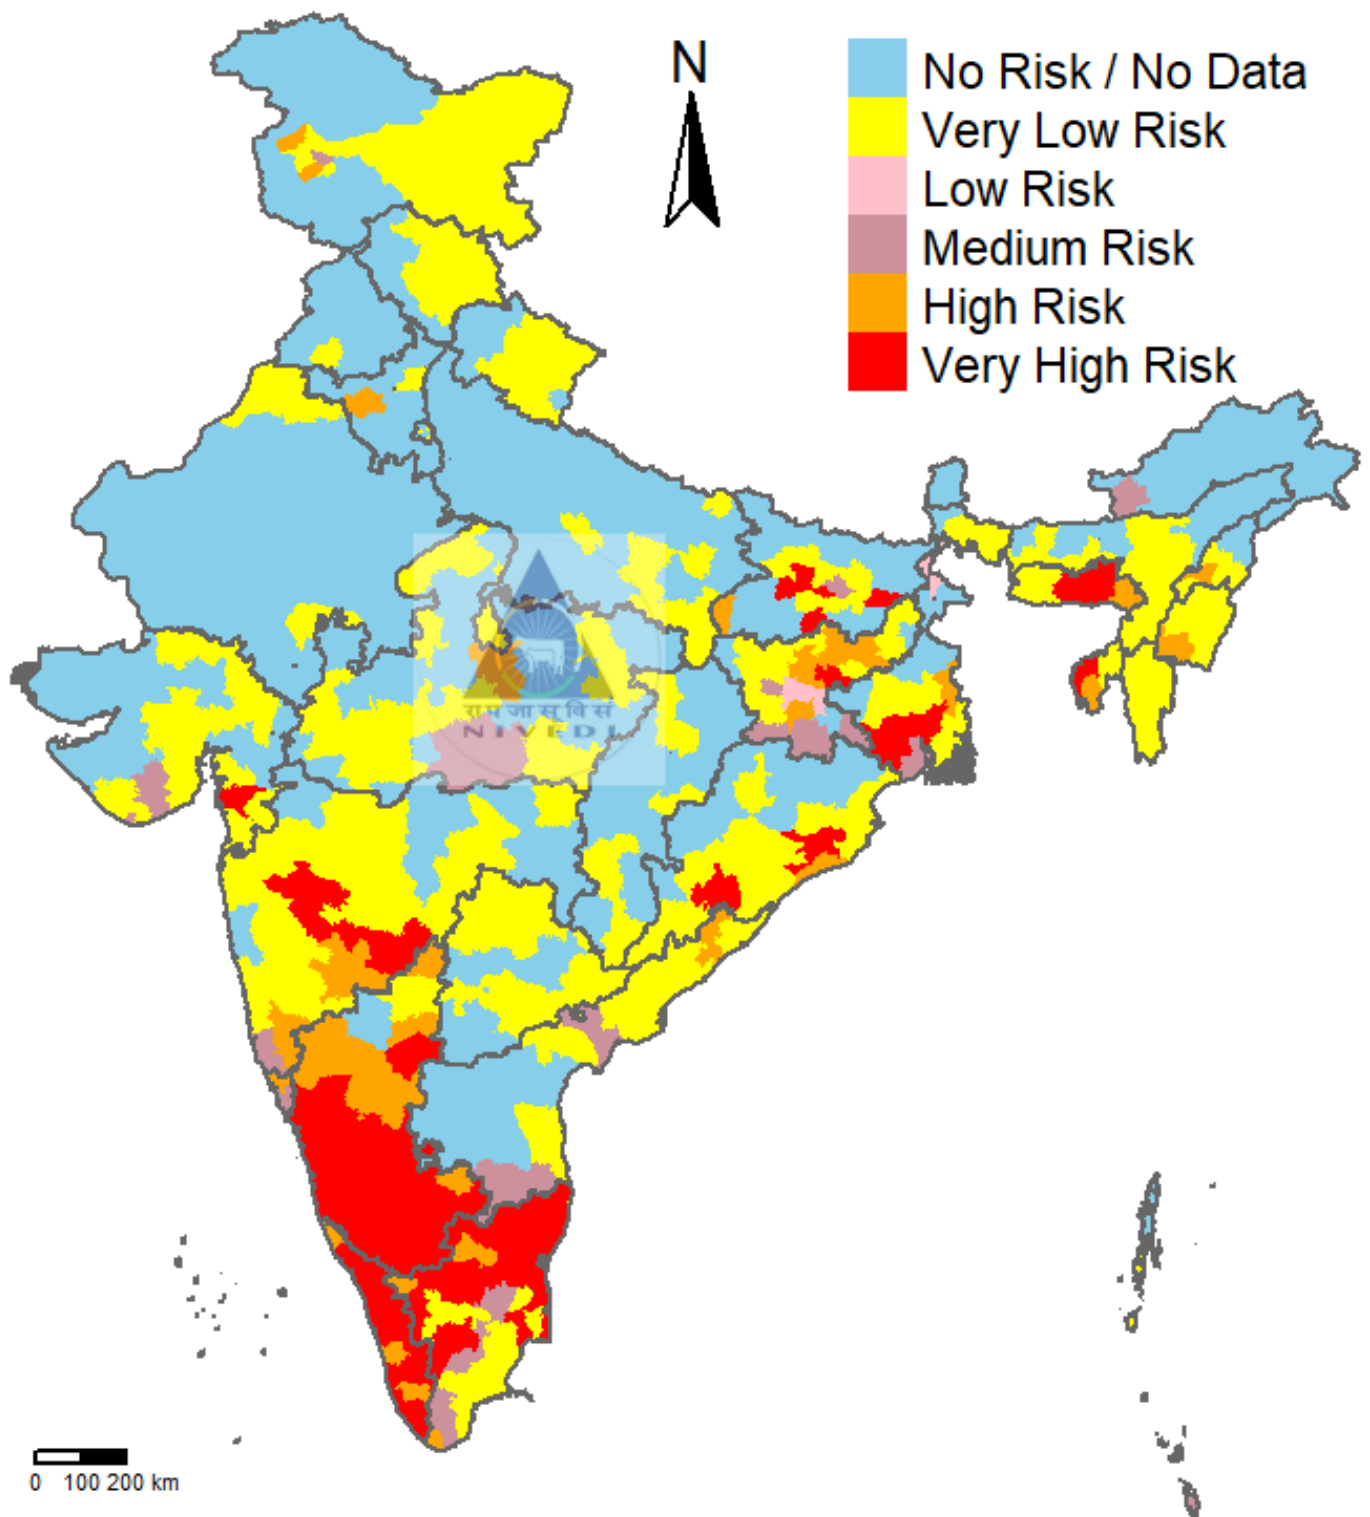 N
No Risk / No Data
Very Low Risk
Low Risk
Medium Risk
High Risk
Very High Risk
NIVEDI
0 100 200 km